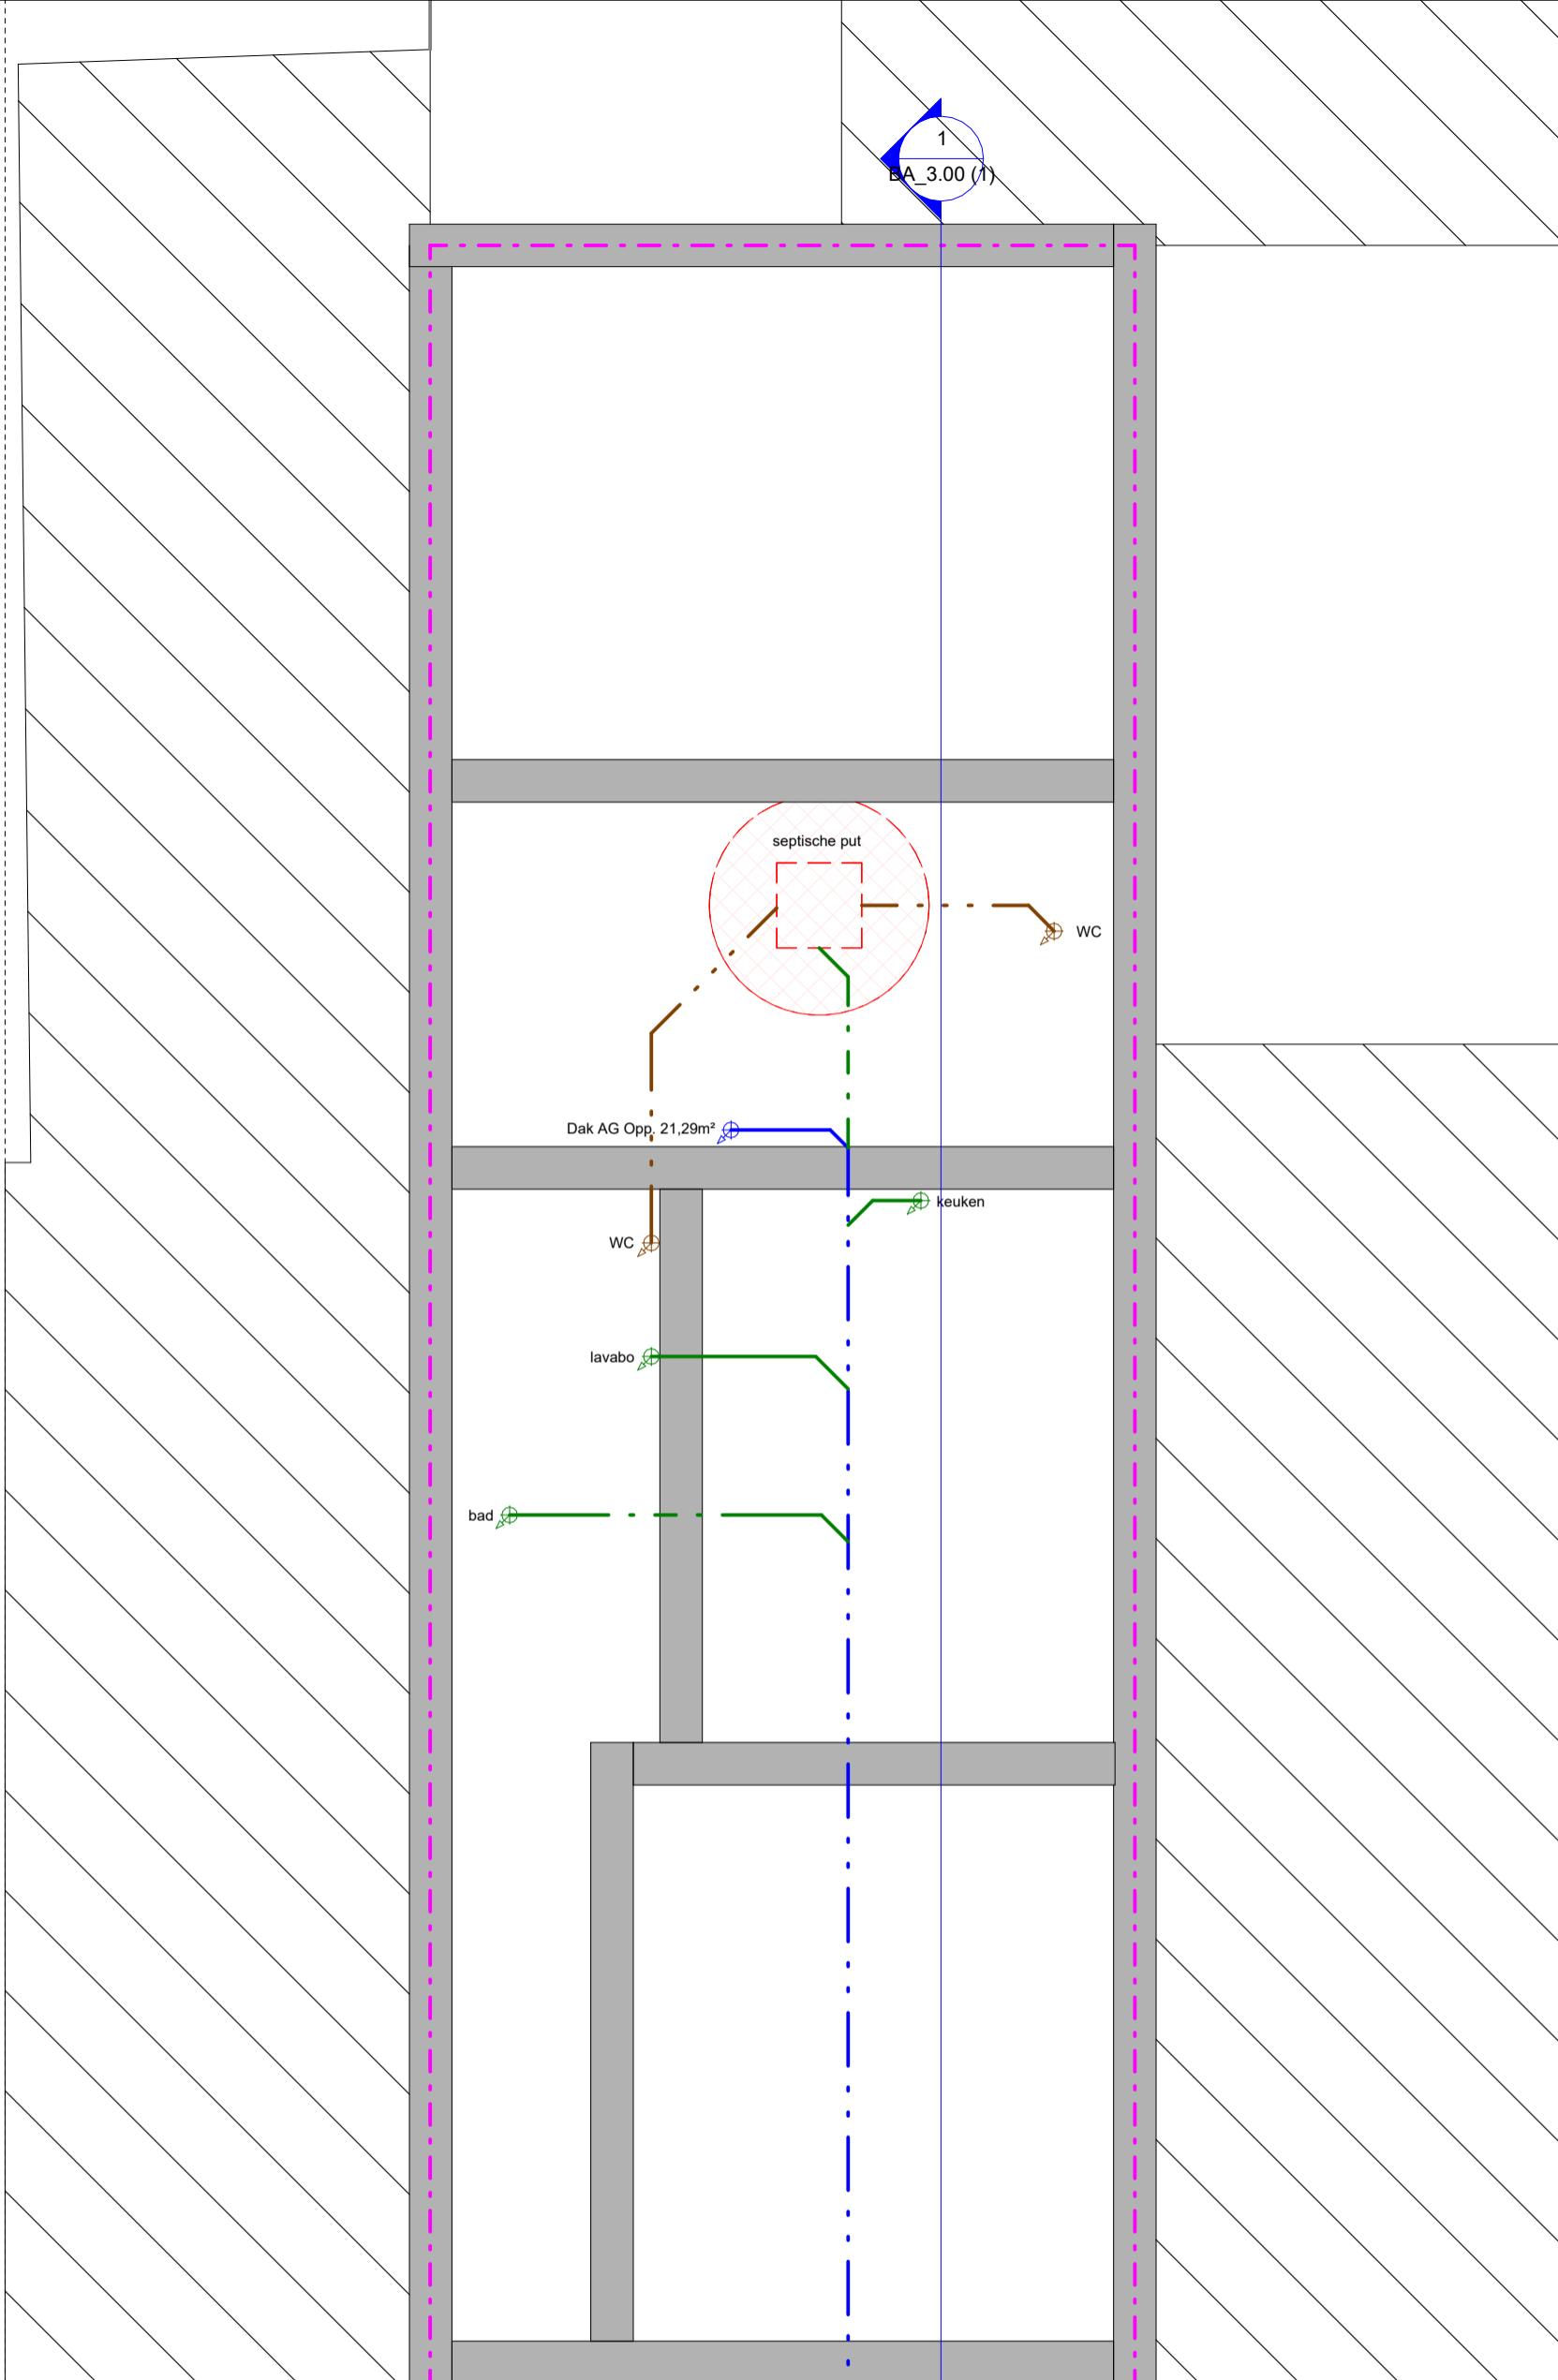 1
BA_3.00 (1)
septische put
WC
Dak AG Opp. 21,29m²
keuken
WC
lavabo
bad